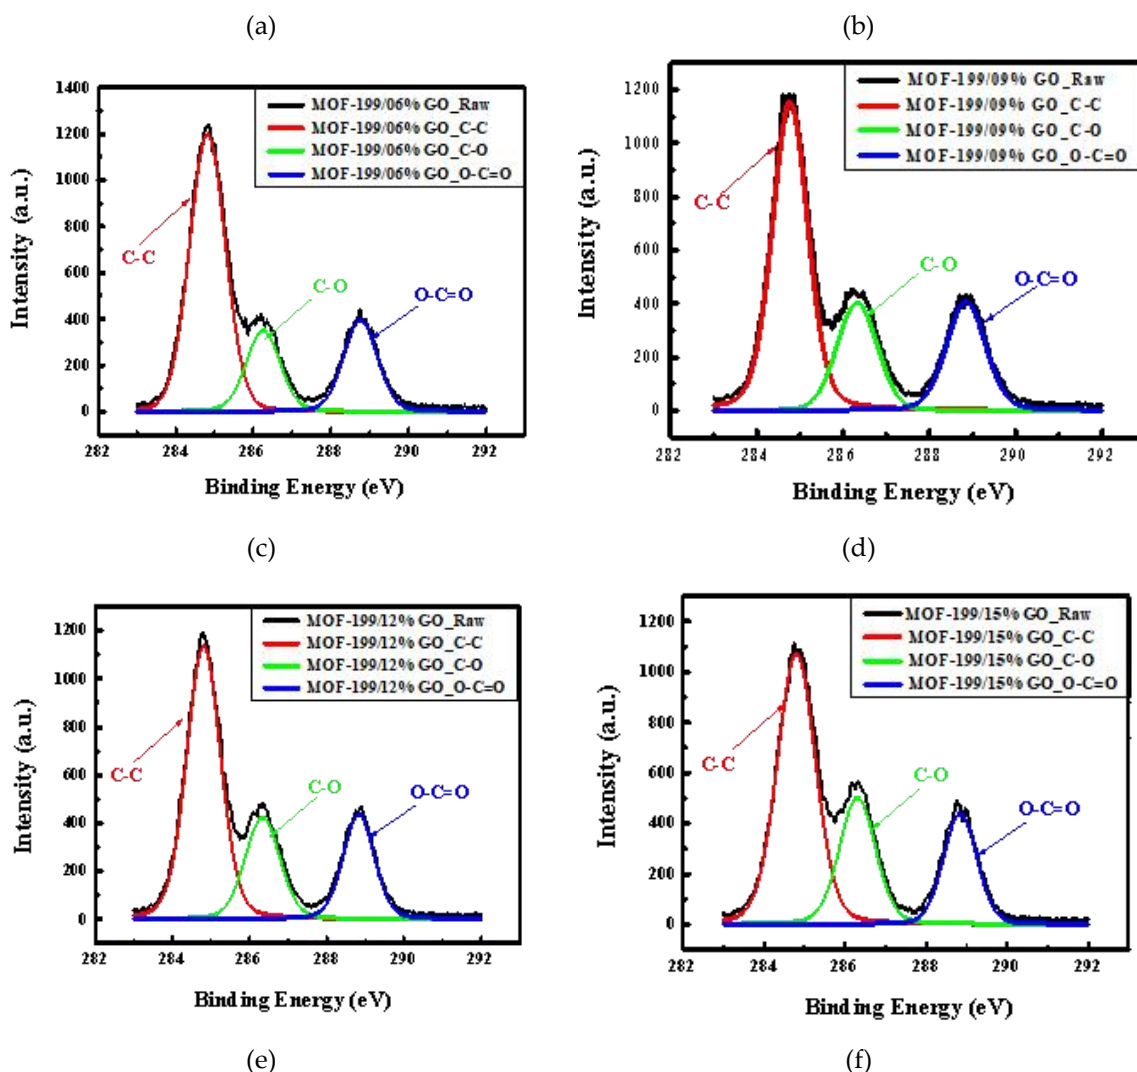 (a)
(b)
1400
1200
1000
800
600
400
200
0
Intensity (a.u.)
MOF-199/06% GO_Raw
MOF-199/06% GO_C-C
MOF-199/06% GO_C-O
MOF-199/06% GO_O-C=O
C-C
C-O
O-C=O
282 284 286 288 290 292
Binding Energy (eV)
1200
1000
800
600
400
200
0
Intensity (a.u.)
MOF-199/09% GO_Raw
MOF-199/09% GO_C-C
MOF-199/09% GO_C-O
MOF-199/09% GO_O-C=O
C-C
C-O
O-C=O
282 284 286 288 290 292
Binding Energy (eV)
(c)
(d)
1200
1000
800
600
400
200
0
Intensity (a.u.)
MOF-199/12% GO_Raw
MOF-199/12% GO_C-C
MOF-199/12% GO_C-O
MOF-199/12% GO_O-C=O
C-C
C-O
O-C=O
282 284 286 288 290 292
Binding Energy (eV)
1200
1000
800
600
400
200
0
Intensity (a.u.)
MOF-199/15% GO_Raw
MOF-199/15% GO_C-C
MOF-199/15% GO_C-O
MOF-199/15% GO_O-C=O
C-C
C-O
O-C=O
282 284 286 288 290 292
Binding Energy (eV)
(e)
(f)